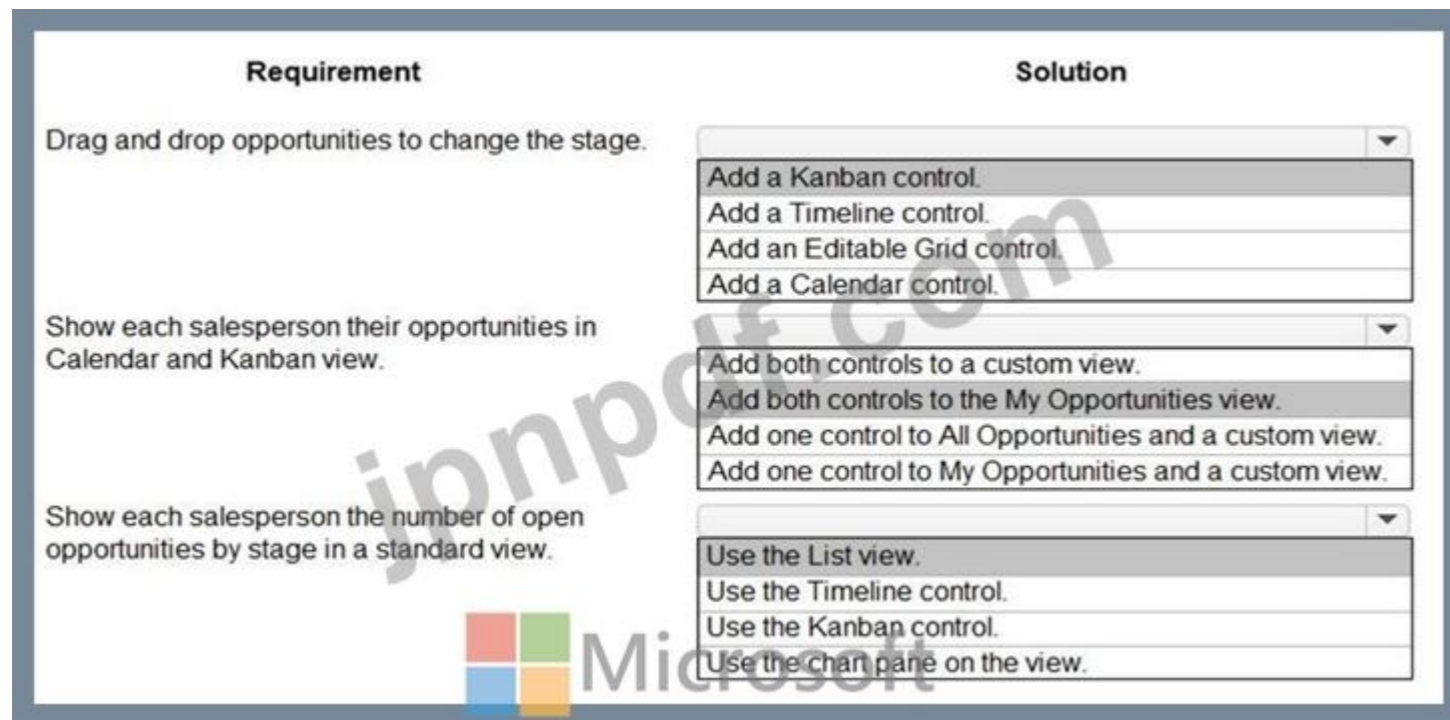 Requirement
Solution
Drag and drop opportunities to change the stage.
Add a Kanban control.
Add a Timeline control.
Add an Editable Grid control.
Add a Calendar control.
Show each salesperson their opportunities in
Calendar and Kanban view.
Add both controls to a custom view.
Add both controls to the My Opportunities view.
Add one control to All Opportunities and a custom view.
Add one control to My Opportunities and a custom view.
Show each salesperson the number of open
opportunities by stage in a standard view.
Use the List view.
Use the Timeline control.
Use the Kanban control.
Use the chart pane on the view.
jpnpdf.com
Microsoft